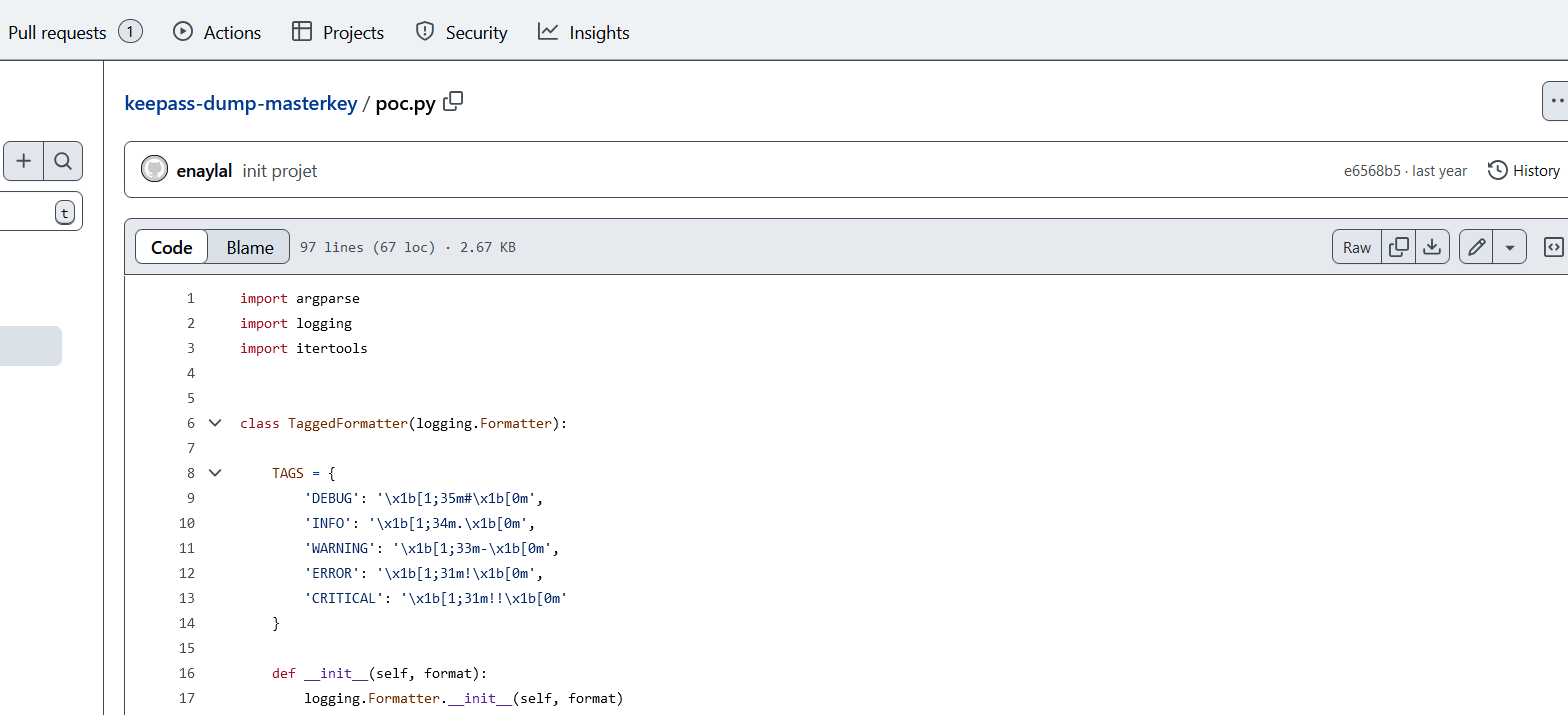 Pull requests 1 Actions Projects Security Insights
keepass-dump-masterkey / poc.py
t
enaylal init projet e6568b5 · last year History
Code Blame 97 lines (67 loc) · 2.67 KB Raw
1 import argparse
2 import logging
3 import itertools
4
5
6 class TaggedFormatter(logging.Formatter):
7
8 TAGS = {
9 'DEBUG': '\x1b[1;35m#\x1b[0m',
10 'INFO': '\x1b[1;34m.\x1b[0m',
11 'WARNING': '\x1b[1;33m-\x1b[0m',
12 'ERROR': '\x1b[1;31m!\x1b[0m',
13 'CRITICAL': '\x1b[1;31m!!\x1b[0m'
14 }
15
16 def __init__(self, format):
17 logging.Formatter.__init__(self, format)